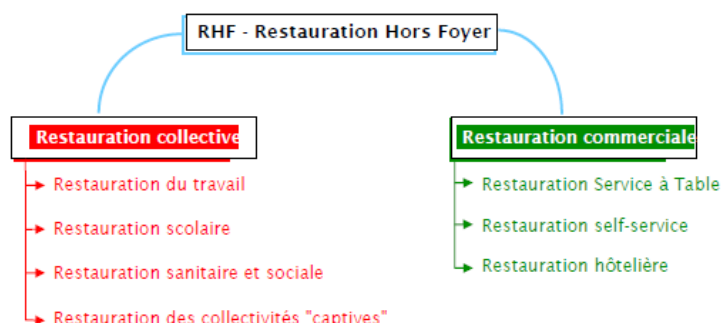 RHF - Restauration Hors Foyer
Restauration collective
Restauration du travail
Restauration scolaire
Restauration sanitaire et sociale
Restauration des collectivités "captives"
Restauration commerciale
Restauration Service à Table
Restauration self-service
Restauration hôtelière